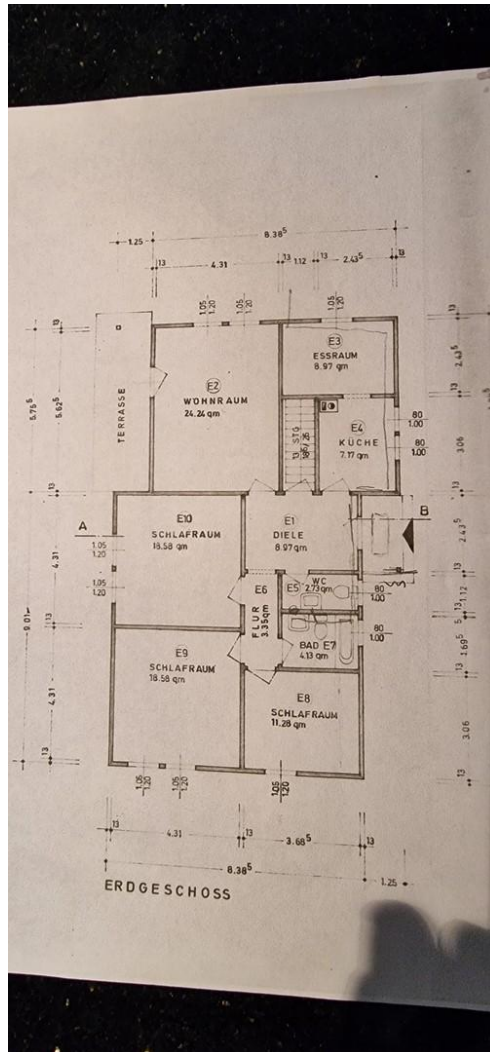 8.38⁵
1.25
13
4.31
13
1.12
13
2.43⁵
13
1.05
1.20
1.05
1.20
E3
ESSRAUM
8.97 qm
E2
WOHNRAUM
24.24 qm
TERRASSE
5.75⁵
5.62⁵
13
13
13
2.43⁵
13
E4
KÜCHE
7.17 qm
80
1.00
80
1.00
3.06
A
B
E10
SCHLAFRAUM
18.58 qm
E1
DIELE
8.97 qm
1.05
1.20
1.05
1.20
2.43⁵
13
4.31
E6
FLUR
3.35 qm
E5
WC
2.73 qm
80
1.00
1.12
13
9.01
13
BAD E7
4.13 qm
80
1.00
1.69⁵
13
E9
SCHLAFRAUM
18.58 qm
E8
SCHLAFRAUM
11.28 qm
4.31
3.06
13
13
1.05
1.20
1.05
1.20
1.05
1.20
13
4.31
13
3.68⁵
13
8.38⁵
1.25
ERDGESCHOSS